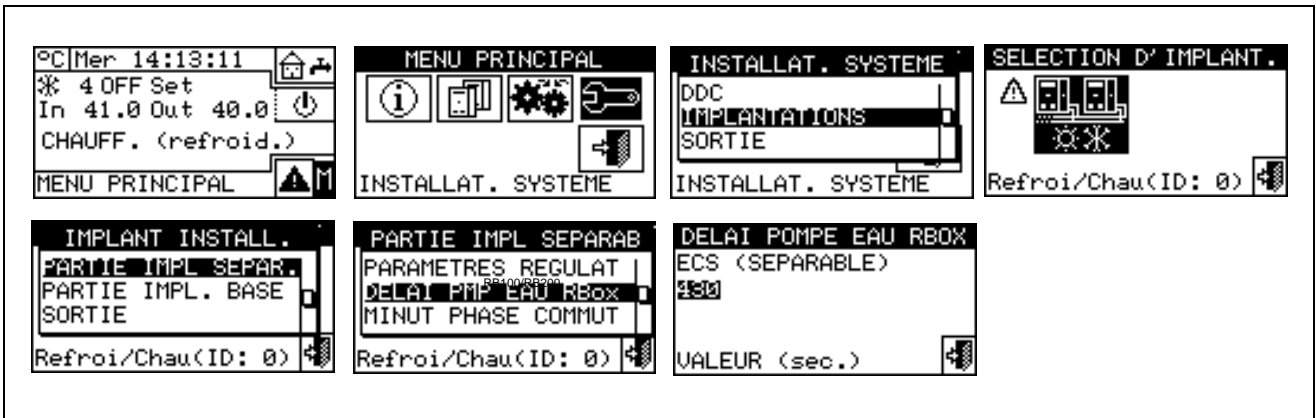 ºC Mer 14:13:11
4 OFF Set
In 41.0 Out 40.0
CHAUFF. (refroid.)
MENU PRINCIPAL M
MENU PRINCIPAL
INSTALLAT. SYSTEME
INSTALLAT. SYSTEME
DDC
IMPLANTATIONS
SORTIE
INSTALLAT. SYSTEME
SELECTION D'IMPLANT.
Refroi/Chau(ID: 0)
IMPLANT INSTALL.
PARTIE IMPL SEPAR.
PARTIE IMPL. BASE
SORTIE
Refroi/Chau(ID: 0)
PARTIE IMPL SEPARAB
PARAMETRES REGULAT
RB100/RB200
DELAI PMP EAU RBox
MINUT PHASE COMMUT
Refroi/Chau(ID: 0)
DELAI POMPE EAU RBOX
ECS (SEPARABLE)
480
VALEUR (sec.)